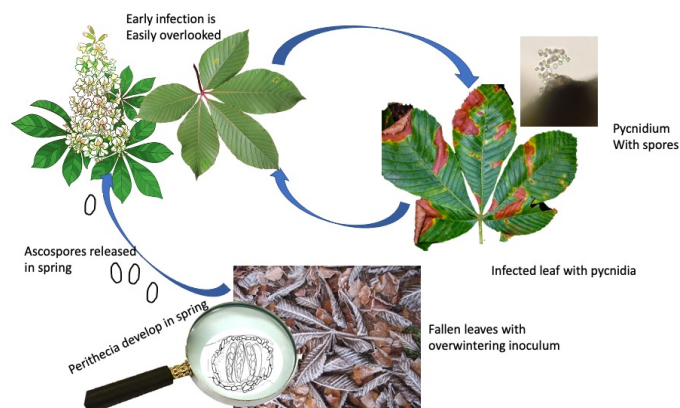 Early infection is
Easily overlooked
Pycnidium
With spores
Ascospores released
in spring
Infected leaf with pycnidia
Perithecia develop in spring
Fallen leaves with
overwintering inoculum